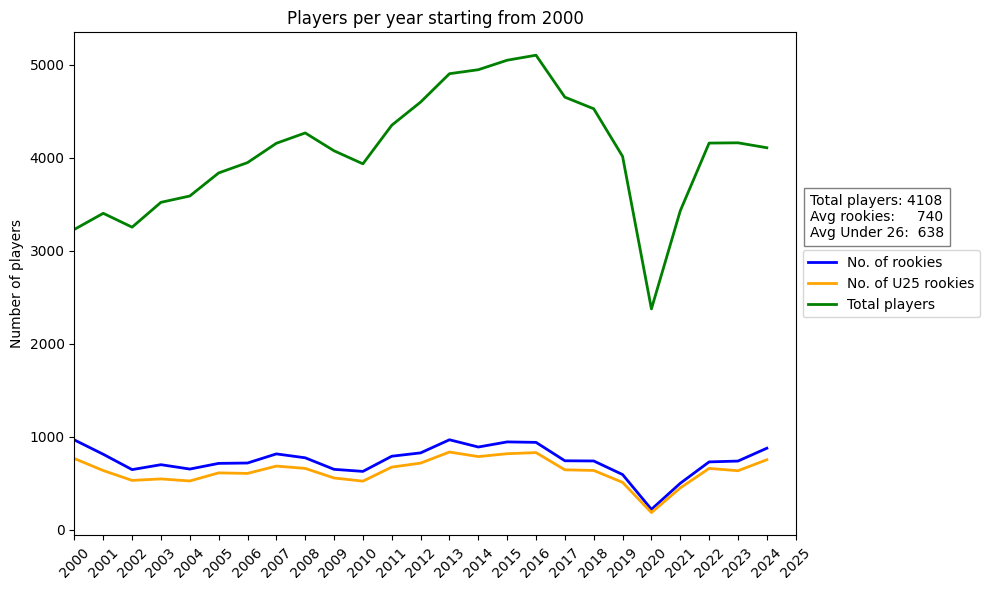 Players per year starting from 2000
Number of players
5000
4000
3000
2000
1000
0
2000 2001 2002 2003 2004 2005 2006 2007 2008 2009 2010 2011 2012 2013 2014 2015 2016 2017 2018 2019 2020 2021 2022 2023 2024 2025
Total players: 4108
Avg rookies: 740
Avg Under 26: 638
No. of rookies
No. of U25 rookies
Total players